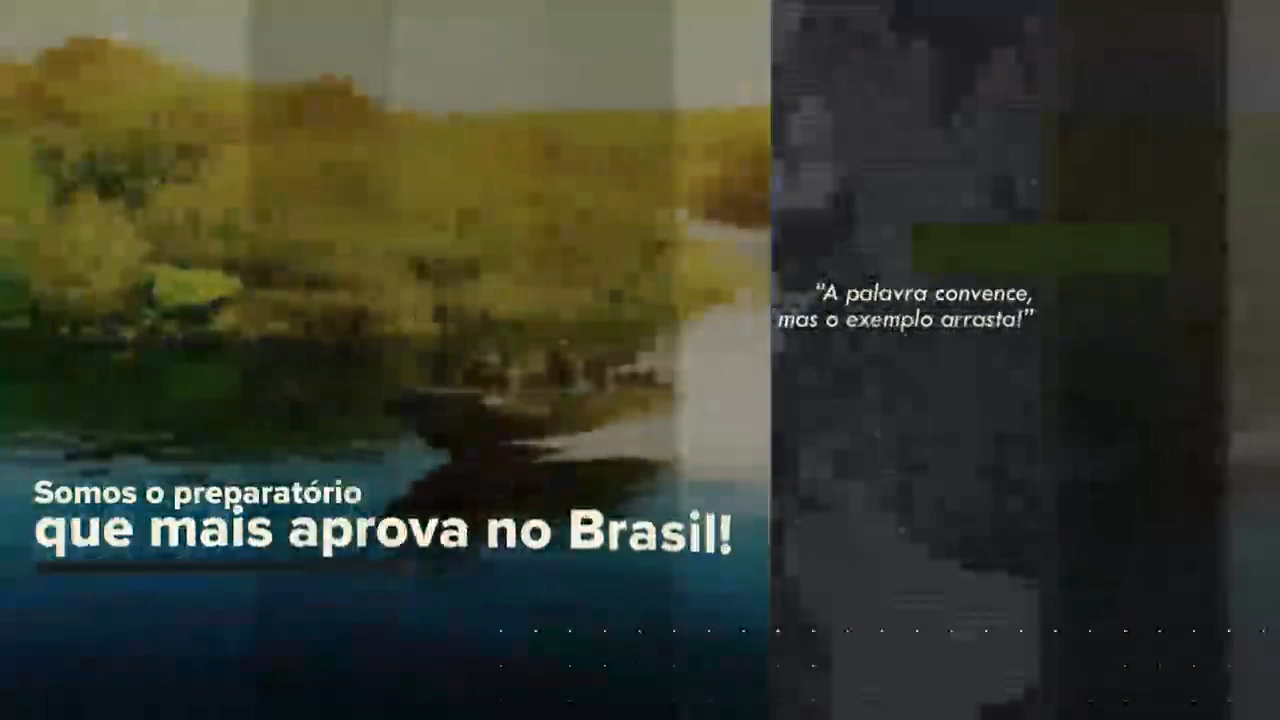 “A palavra convence,
mas o exemplo arrasta!”
Somos o preparatório
que mais aprova no Brasil!